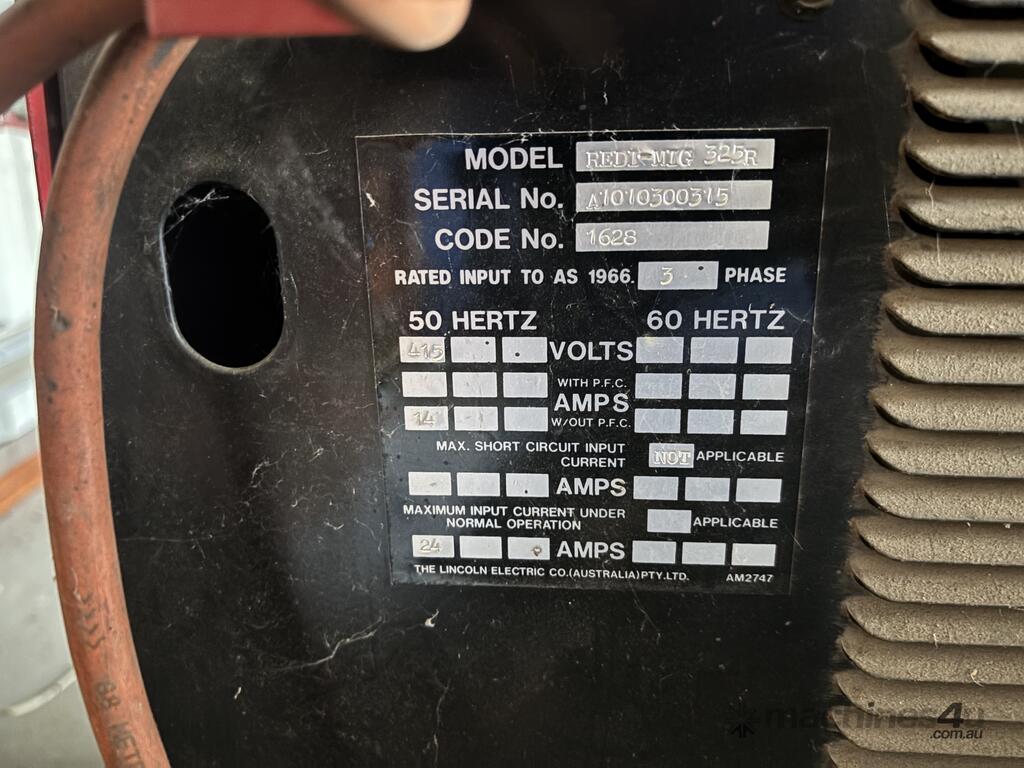 MODEL REDI-MIG 325R
SERIAL No. A1010300315
CODE No. 1628
RATED INPUT TO AS 1966. 3 PHASE
50 HERTZ 60 HERTZ
415 VOLTS
WITH P.F.C.
AMPS
14 W/OUT P.F.C.
MAX. SHORT CIRCUIT INPUT
CURRENT NOT APPLICABLE
AMPS
MAXIMUM INPUT CURRENT UNDER
NORMAL OPERATION APPLICABLE
24 AMPS
THE LINCOLN ELECTRIC CO.(AUSTRALIA)PTY.LTD. AM2747
machines4u
.com.au